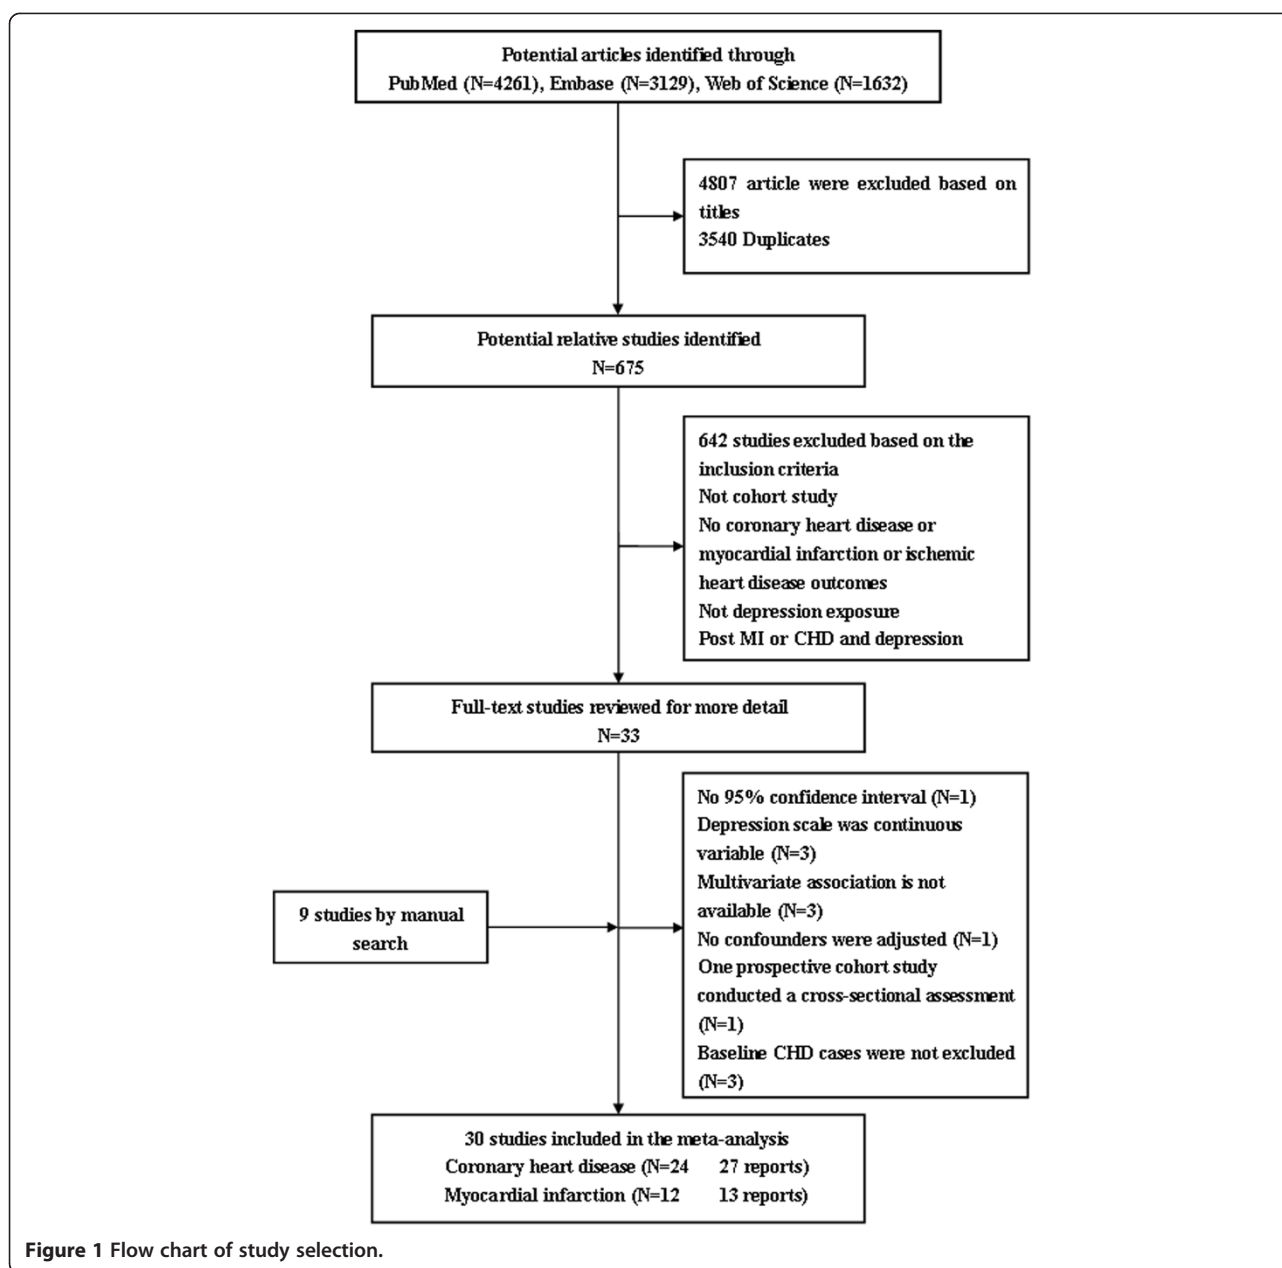 Potential articles identified through
PubMed (N=4261), Embase (N=3129), Web of Science (N=1632)
4807 article were excluded based on
titles
3540 Duplicates
Potential relative studies identified
N=675
642 studies excluded based on the
inclusion criteria
Not cohort study
No coronary heart disease or
myocardial infarction or ischemic
heart disease outcomes
Not depression exposure
Post MI or CHD and depression
Full-text studies reviewed for more detail
N=33
No 95% confidence interval (N=1)
Depression scale was continuous
variable (N=3)
Multivariate association is not
available (N=3)
No confounders were adjusted (N=1)
One prospective cohort study
conducted a cross-sectional assessment
(N=1)
Baseline CHD cases were not excluded
(N=3)
9 studies by manual
search
30 studies included in the meta-analysis
Coronary heart disease (N=24 27 reports)
Myocardial infarction (N=12 13 reports)
Figure 1 Flow chart of study selection.